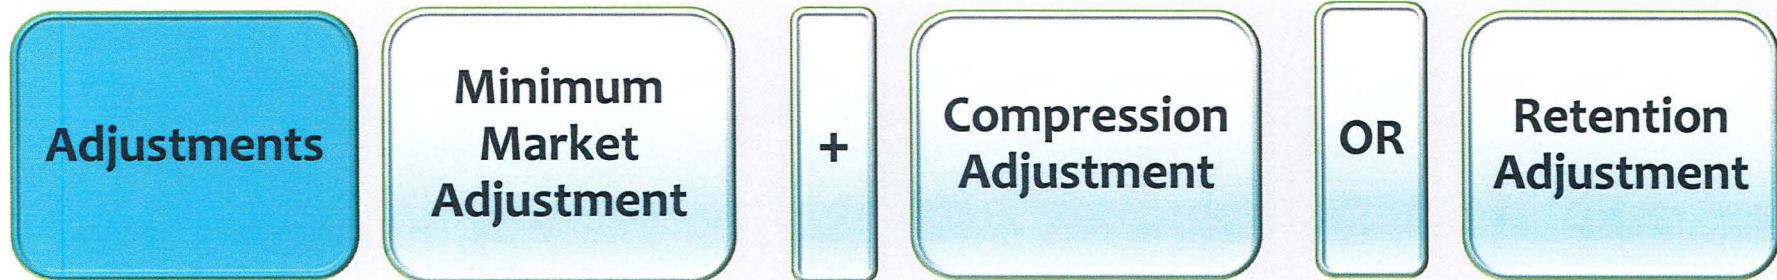 Adjustments
Minimum
Market
Adjustment
+
Compression
Adjustment
OR
Retention
Adjustment